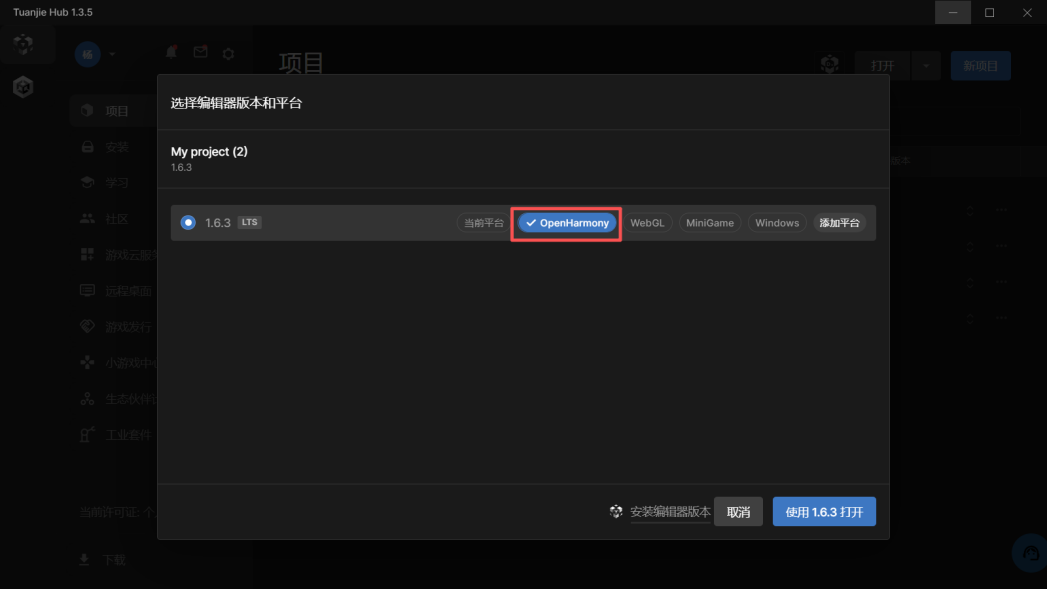 Tuanjie Hub 1.3.5
项目
打开
新项目
选择编辑器版本和平台
My project (2)
1.6.3
项目
安装
学习
社区
游戏云服
远程桌面
游戏发行
小游戏中心
生态伙伴
工业套件
版本
1.6.3 LTS 当前平台 OpenHarmony WebGL MiniGame Windows 添加平台
安装编辑器版本 取消 使用 1.6.3 打开
当前许可证: 个
下载